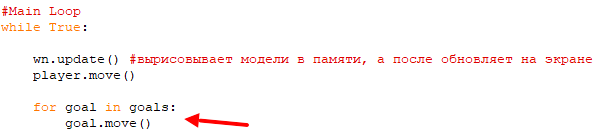 #Main Loop
while True:
wn.update() #вырисовывает модели в памяти, а после обновляет на экране
player.move()
for goal in goals:
goal.move()